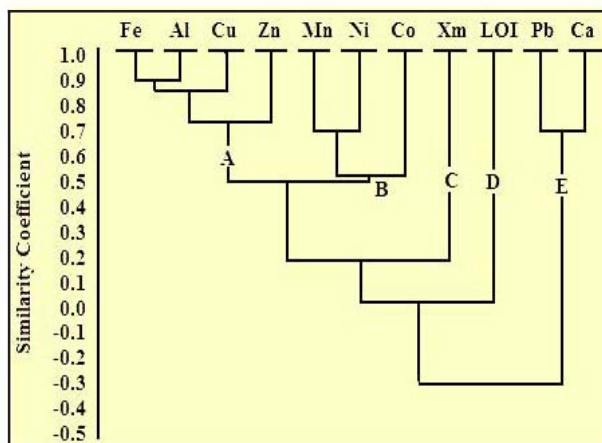 Fe Al Cu Zn Mn Ni Co Xm LOI Pb Ca
1.0
0.9
0.8
0.7
0.6
0.5
0.4
0.3
0.2
0.1
0.0
-0.1
-0.2
-0.3
-0.4
-0.5
Similarity Coefficient
A
B
C
D
E